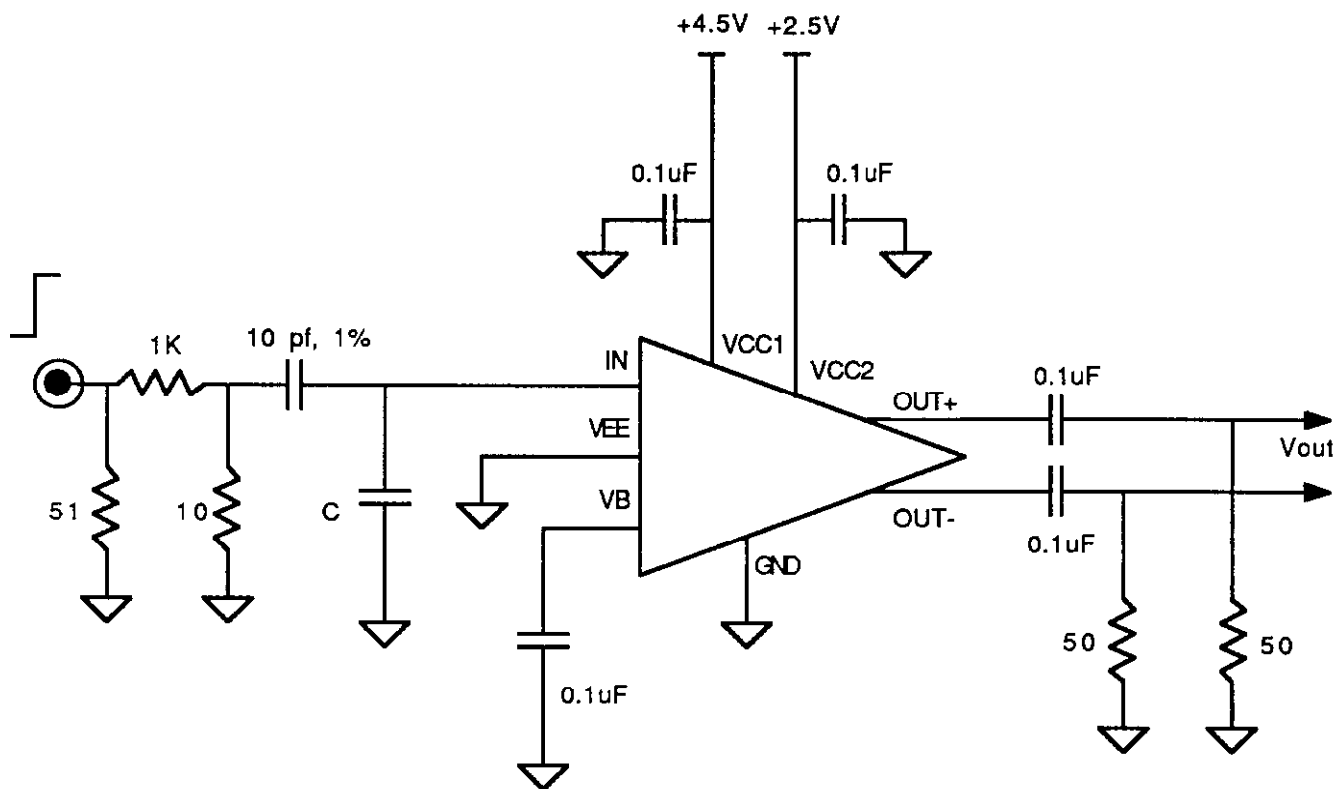 +4.5V +2.5V
0.1uF 0.1uF
1K
10 pf, 1%
IN
VCC1
VCC2
VEE
VB
OUT+
OUT-
GND
0.1uF
Vout
0.1uF
51
10
C
0.1uF
50
50